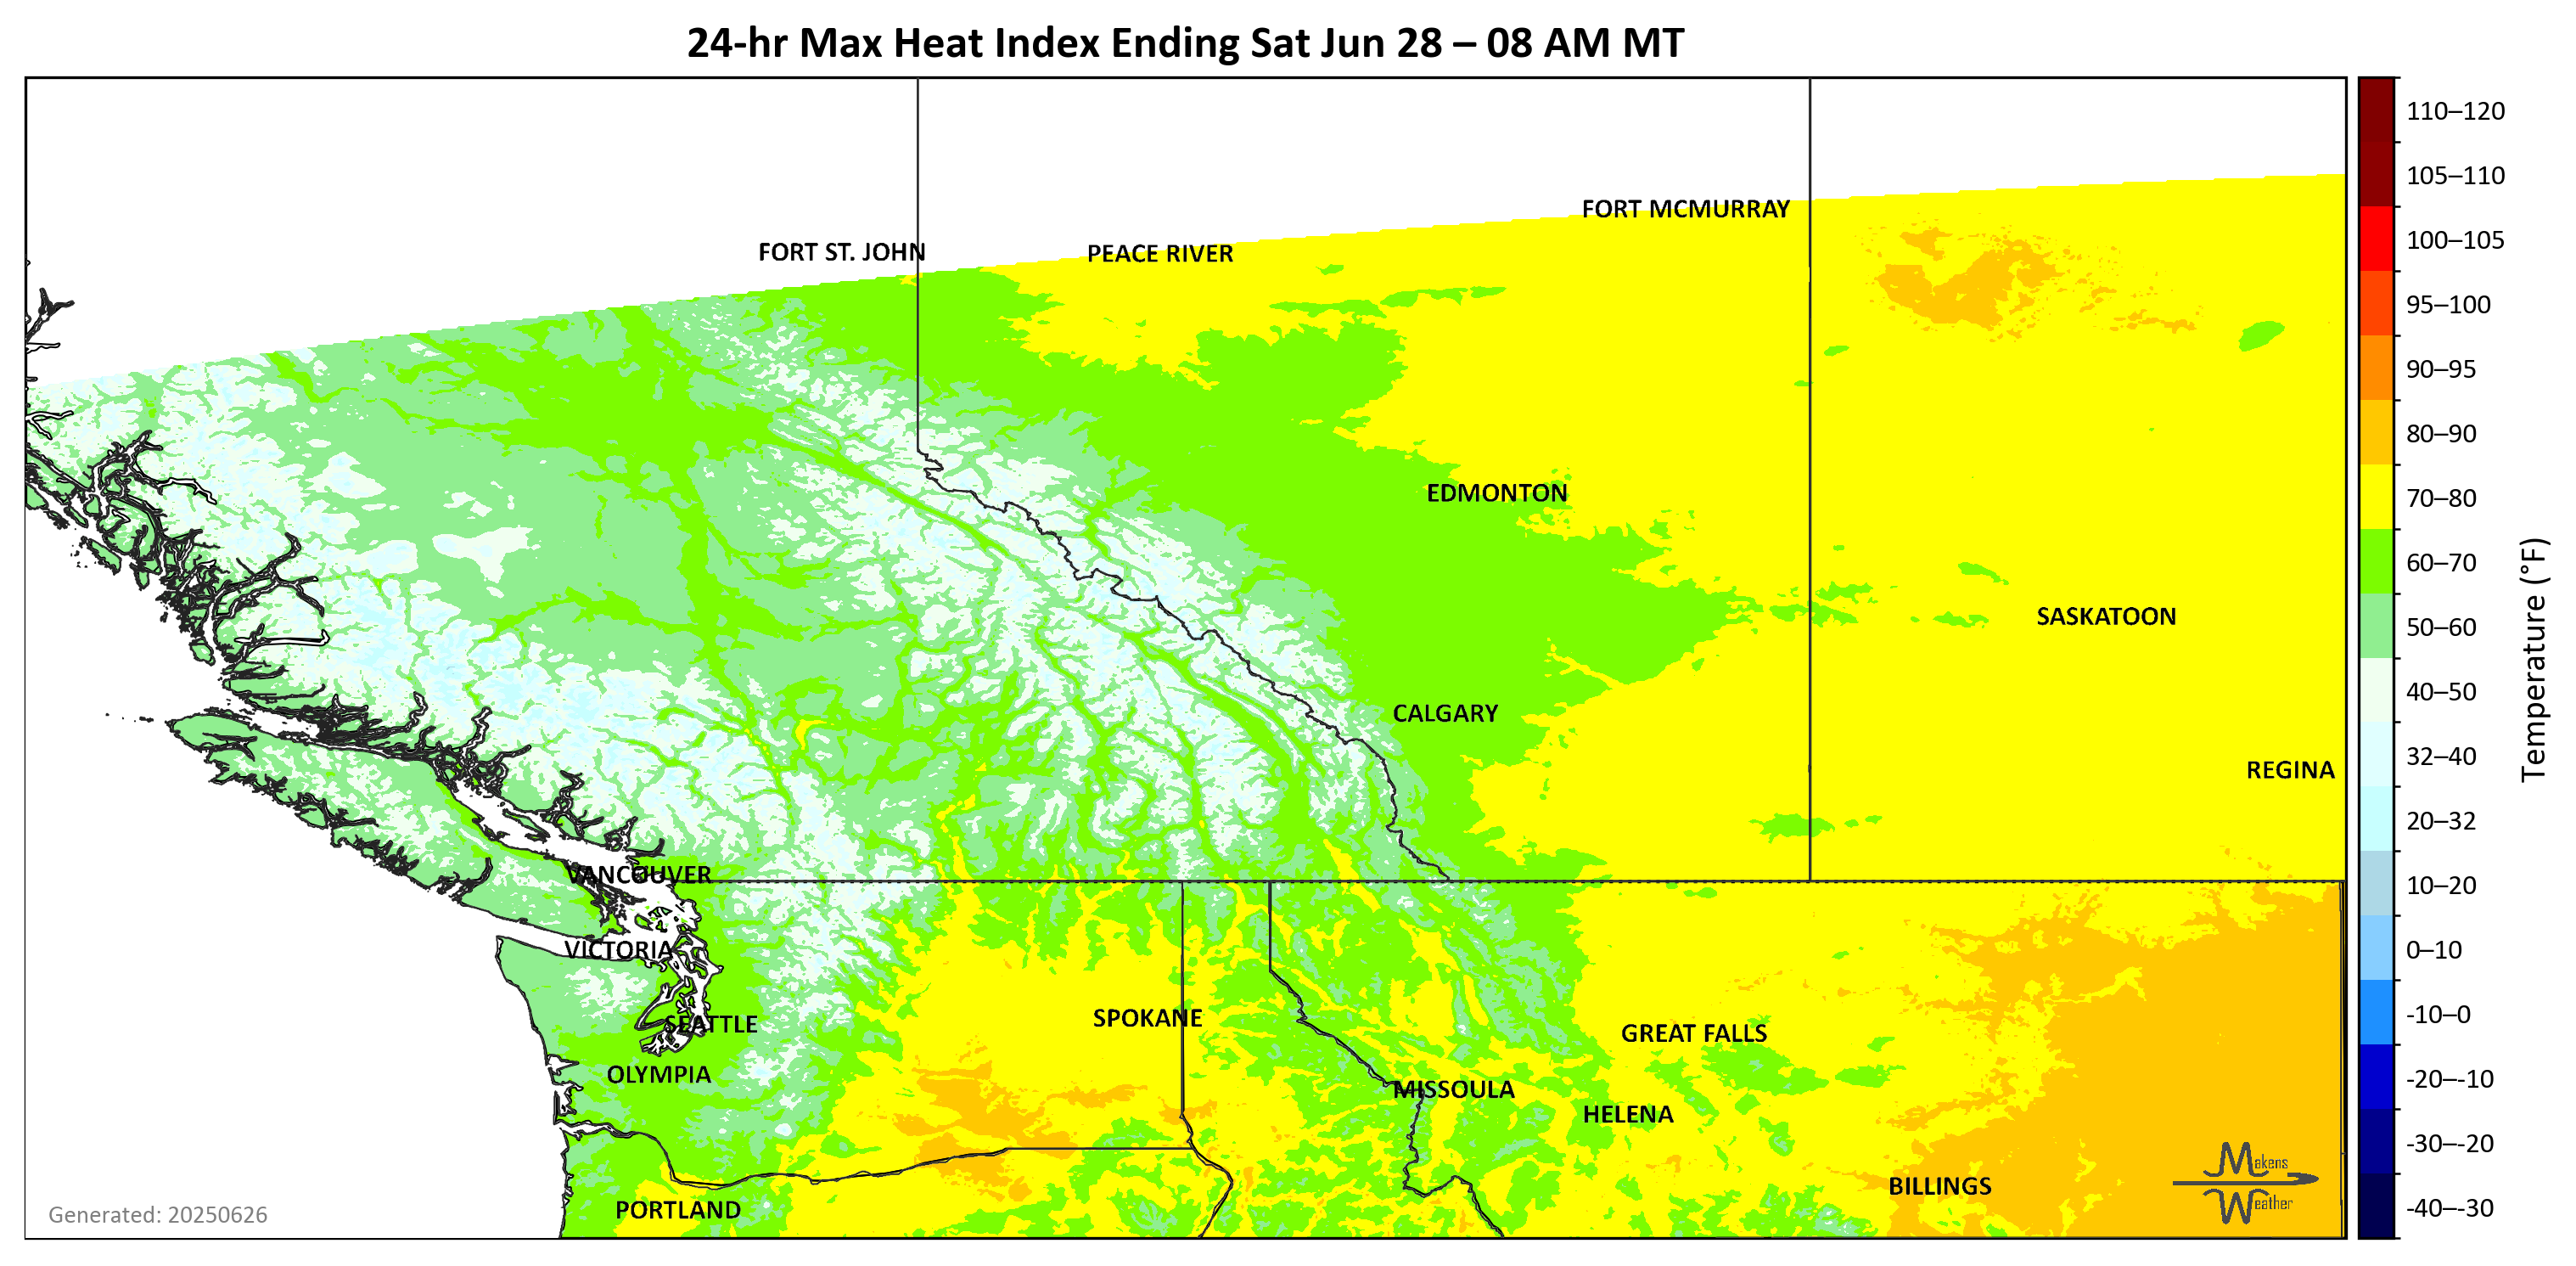 24-hr Max Heat Index Ending Sat Jun 28 – 08 AM MT
FORT MCMURRAY
FORT ST. JOHN
PEACE RIVER
EDMONTON
SASKATOON
CALGARY
REGINA
VANCOUVER
VICTORIA
SPOKANE
SEATTLE
GREAT FALLS
OLYMPIA
MISSOULA
HELENA
BILLINGS
PORTLAND
Makens
Weather
Generated: 20250626
110–120
105–110
100–105
95–100
90–95
80–90
70–80
60–70
50–60
40–50
32–40
20–32
10–20
0–10
-10–0
-20–-10
-30–-20
-40–-30
Temperature (°F)